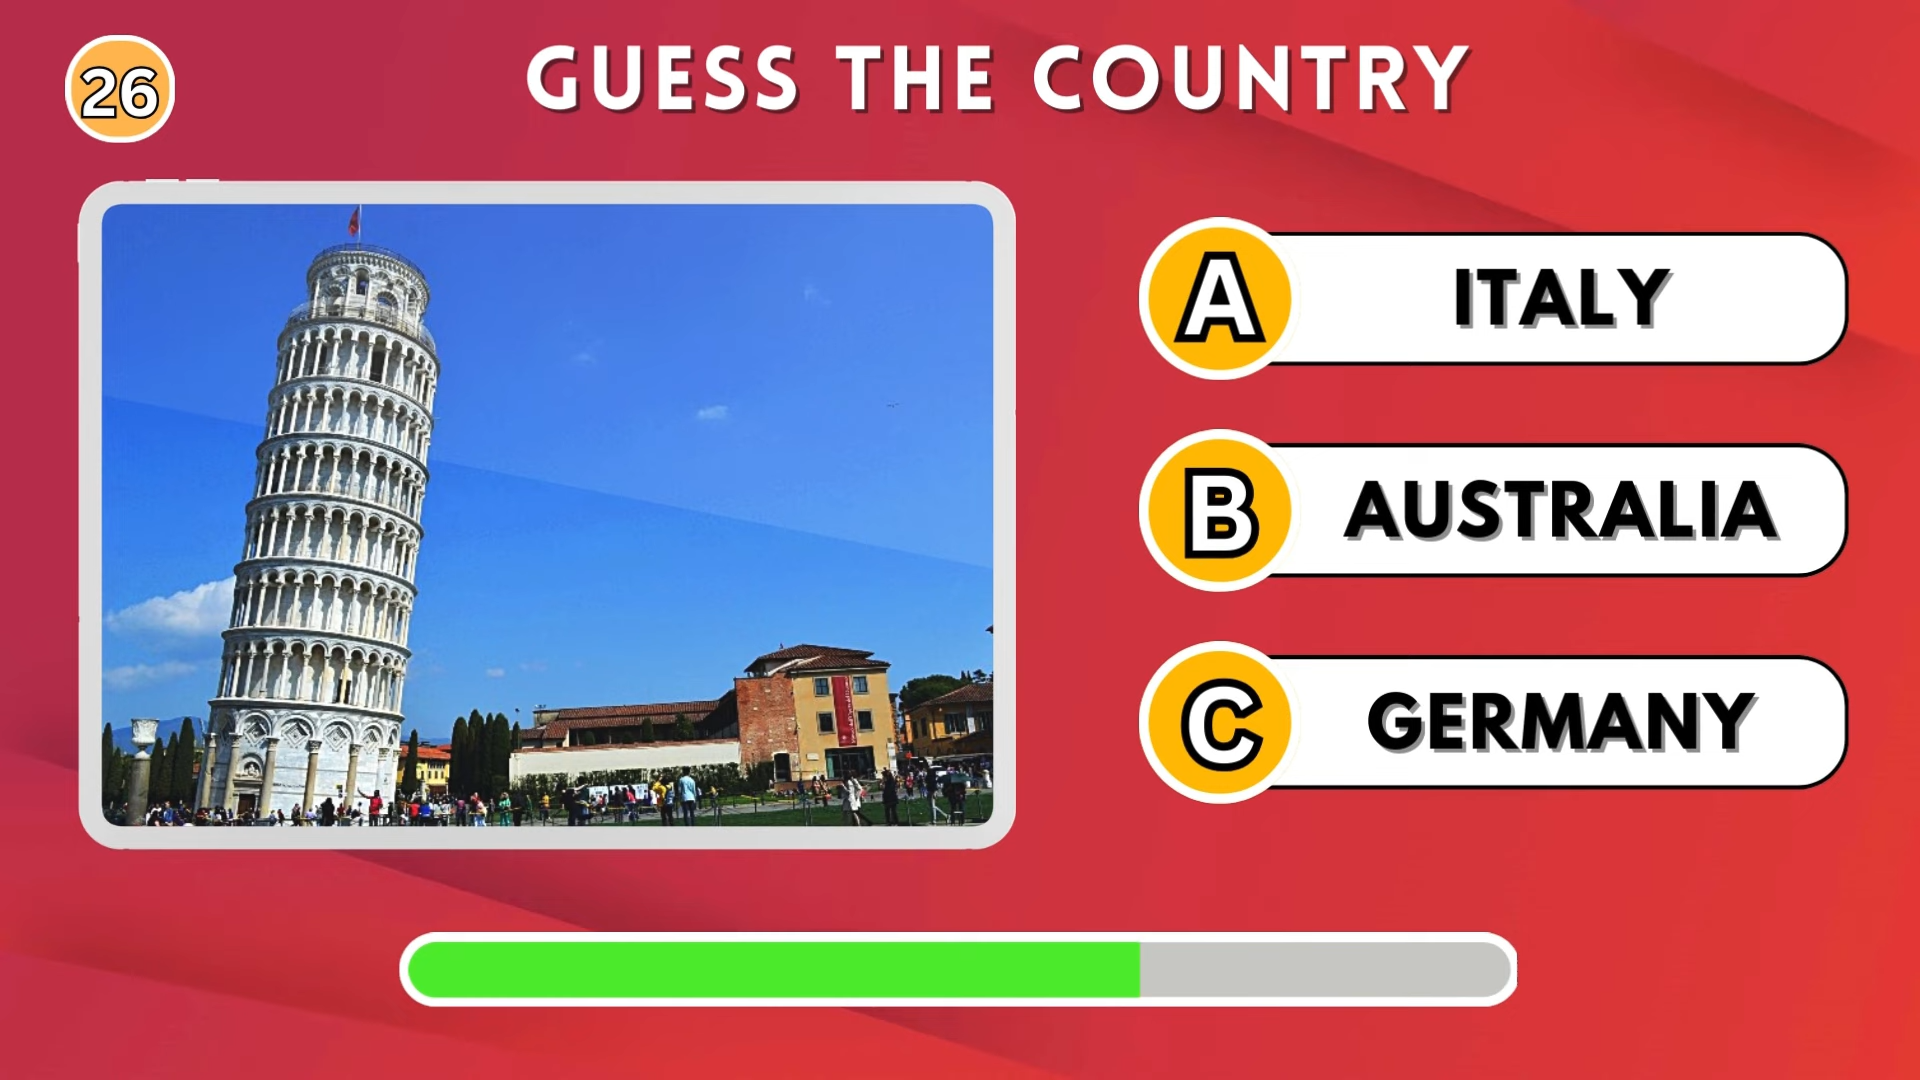 26
GUESS THE COUNTRY
A ITALY
B AUSTRALIA
C GERMANY